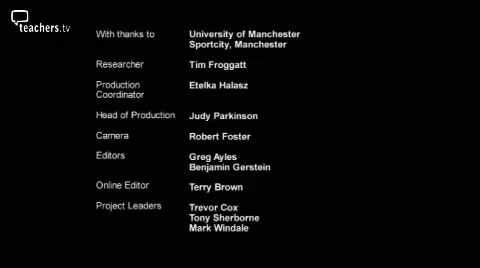 teachers.tv
With thanks to University of Manchester
Sportcity, Manchester
Researcher Tim Froggatt
Production Etelka Halasz
Coordinator
Head of Production Judy Parkinson
Camera Robert Foster
Editors Greg Ayles
Benjamin Gerstein
Online Editor Terry Brown
Project Leaders Trevor Cox
Tony Sherborne
Mark Windale